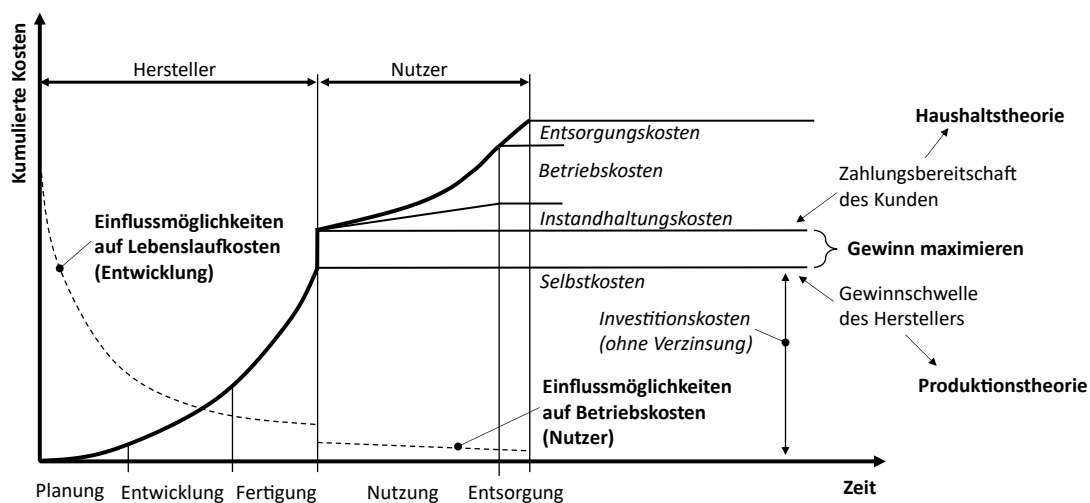 Kumulierte Kosten
Hersteller
Nutzer
Haushaltstheorie
Entsorgungskosten
Betriebskosten
Zahlungsbereitschaft
des Kunden
Einflussmöglichkeiten
auf Lebenslaufkosten
(Entwicklung)
Instandhaltungskosten
Gewinn maximieren
Selbstkosten
Gewinnschwelle
des Herstellers
Investitionskosten
(ohne Verzinsung)
Produktionstheorie
Einflussmöglichkeiten
auf Betriebskosten
(Nutzer)
Planung
Entwicklung
Fertigung
Nutzung
Entsorgung
Zeit